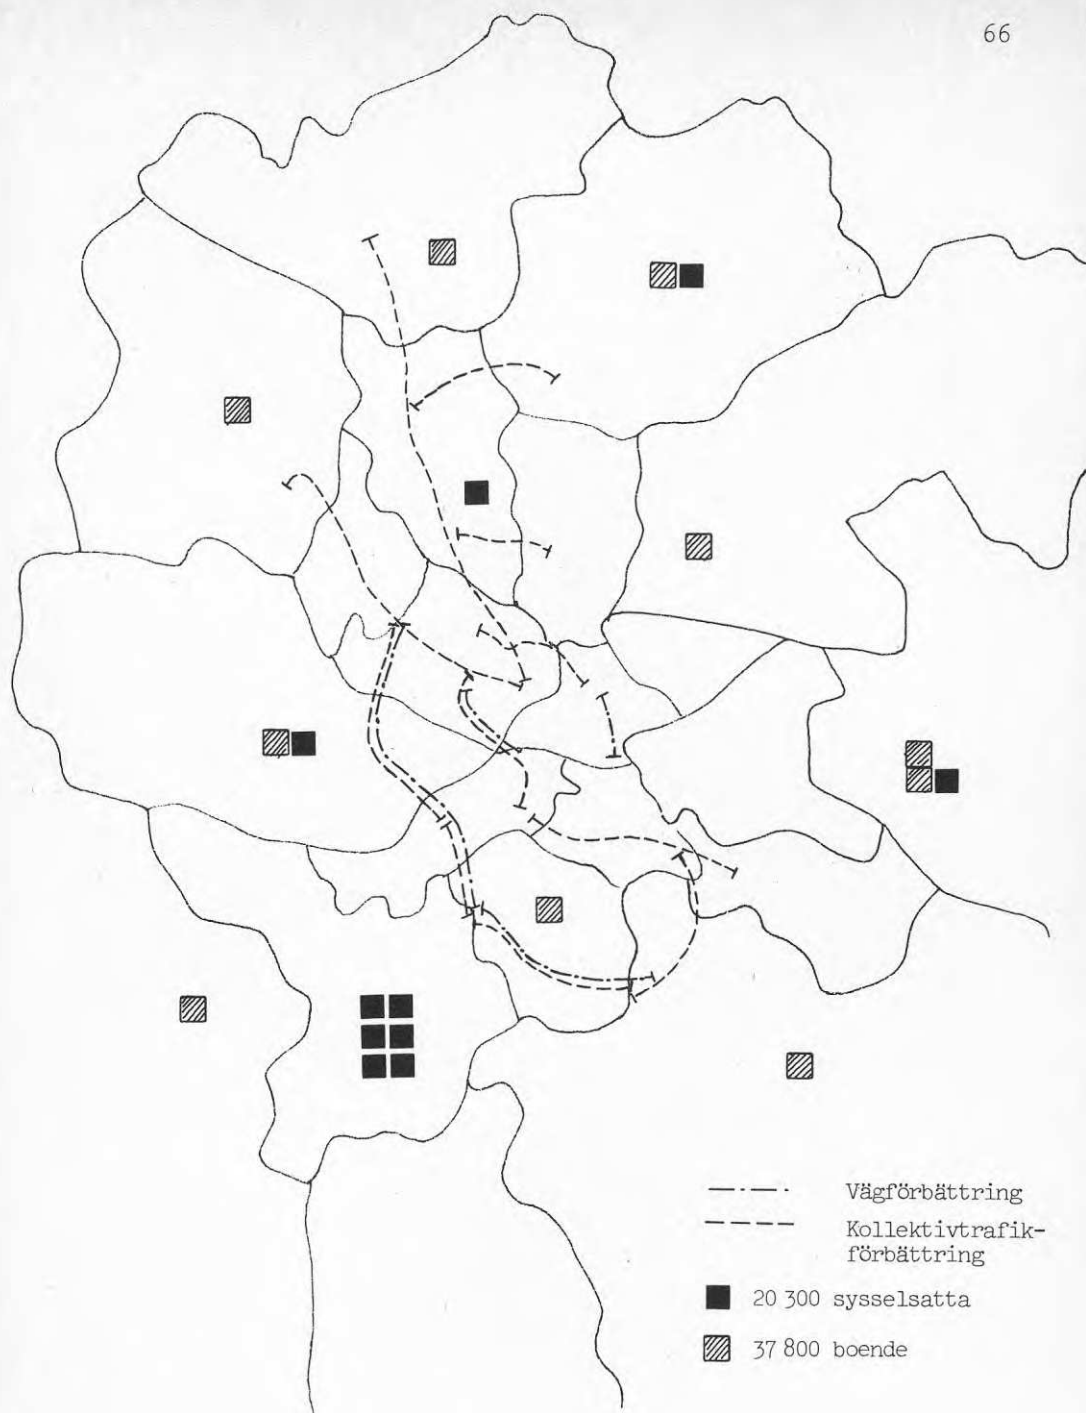 66
Vägförbättring
Kollektivtrafik-
förbättring
20 300 sysselsatta
37 800 boende